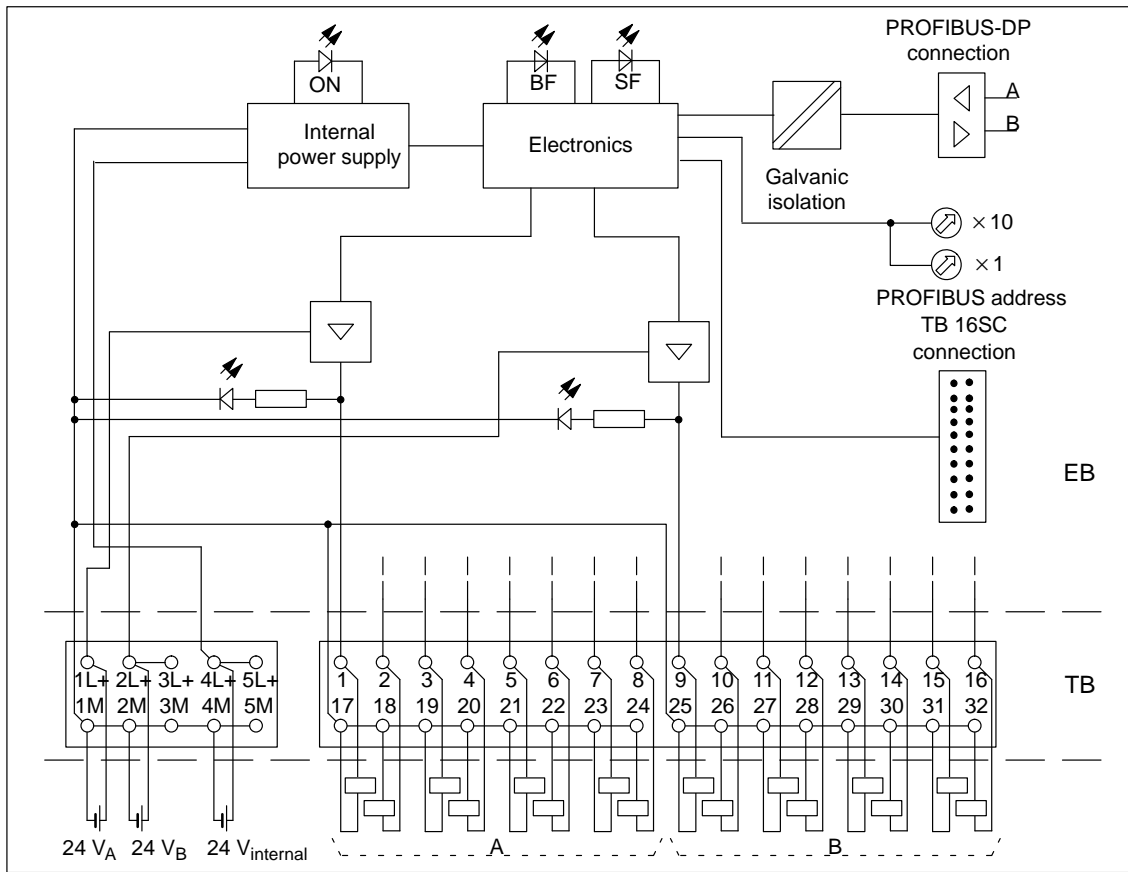 PROFIBUS-DP
connection
ON
BF
SF
A
B
Internal
power supply
Electronics
Galvanic
isolation
×10
×1
PROFIBUS address
TB 16SC
connection
EB
1L+ 2L+ 3L+ 4L+ 5L+
1M 2M 3M 4M 5M
1 2 3 4 5 6 7 8 9 10 11 12 13 14 15 16
17 18 19 20 21 22 23 24 25 26 27 28 29 30 31 32
TB
24 VA 24 VB 24 Vinternal
A
B